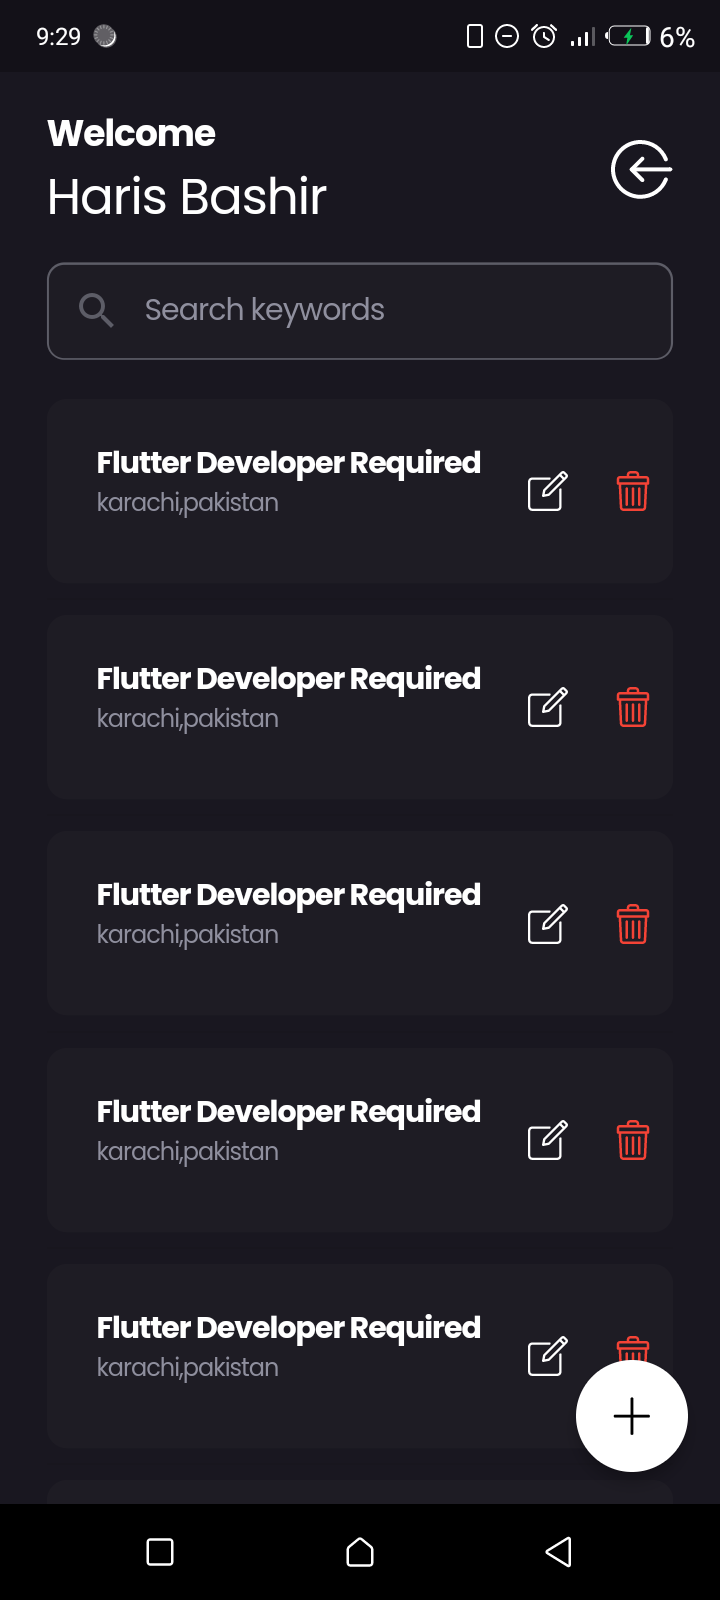 9:29
6%
Welcome
Haris Bashir
Search keywords
Flutter Developer Required
karachi,pakistan
Flutter Developer Required
karachi,pakistan
Flutter Developer Required
karachi,pakistan
Flutter Developer Required
karachi,pakistan
Flutter Developer Required
karachi,pakistan